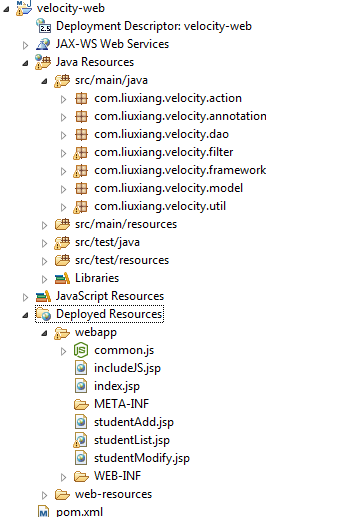 velocity-web
Deployment Descriptor: velocity-web
JAX-WS Web Services
Java Resources
src/main/java
com.liuxiang.velocity.action
com.liuxiang.velocity.annotation
com.liuxiang.velocity.dao
com.liuxiang.velocity.filter
com.liuxiang.velocity.framework
com.liuxiang.velocity.model
com.liuxiang.velocity.util
src/main/resources
src/test/java
src/test/resources
Libraries
JavaScript Resources
Deployed Resources
webapp
common.js
includeJS.jsp
index.jsp
META-INF
studentAdd.jsp
studentList.jsp
studentModify.jsp
WEB-INF
web-resources
pom.xml